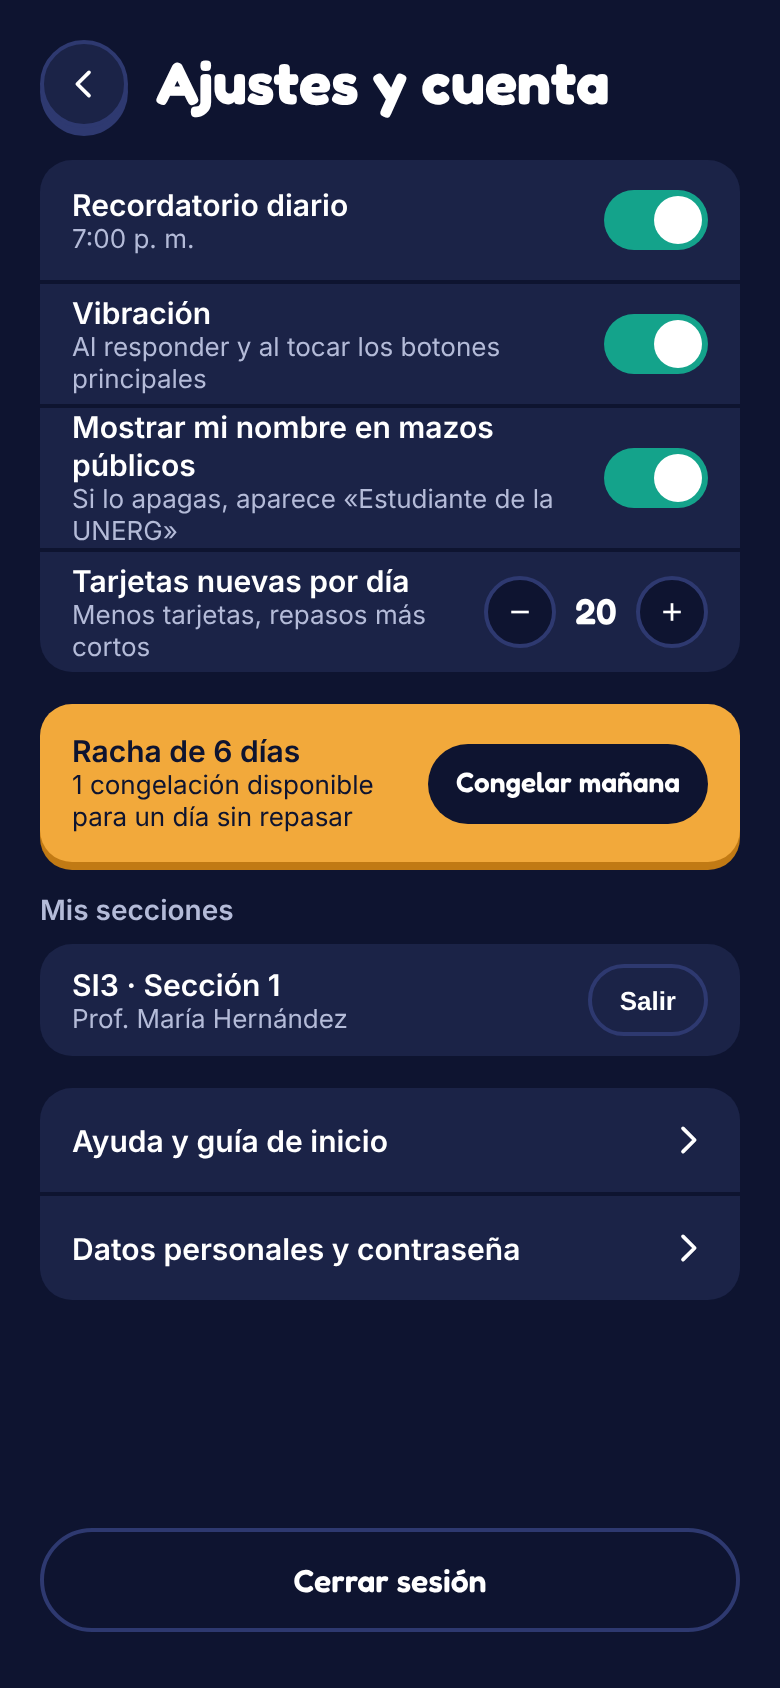 Ajustes y cuenta
Recordatorio diario
7:00 p. m.
Vibración
Al responder y al tocar los botones
principales
Mostrar mi nombre en mazos
públicos
Si lo apagas, aparece «Estudiante de la
UNERG»
Tarjetas nuevas por día
Menos tarjetas, repasos más
cortos
− 20 +
Racha de 6 días
1 congelación disponible
para un día sin repasar
Congelar mañana
Mis secciones
SI3 · Sección 1
Prof. María Hernández
Salir
Ayuda y guía de inicio
Datos personales y contraseña
Cerrar sesión